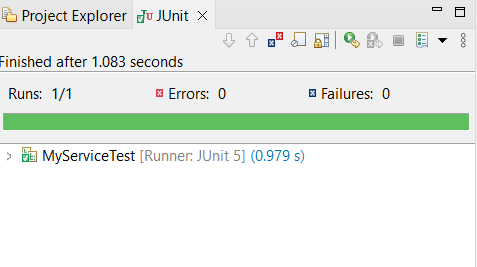 Project Explorer JUnit
Finished after 1.083 seconds
Runs: 1/1 Errors: 0 Failures: 0
MyServiceTest [Runner: JUnit 5] (0.979 s)